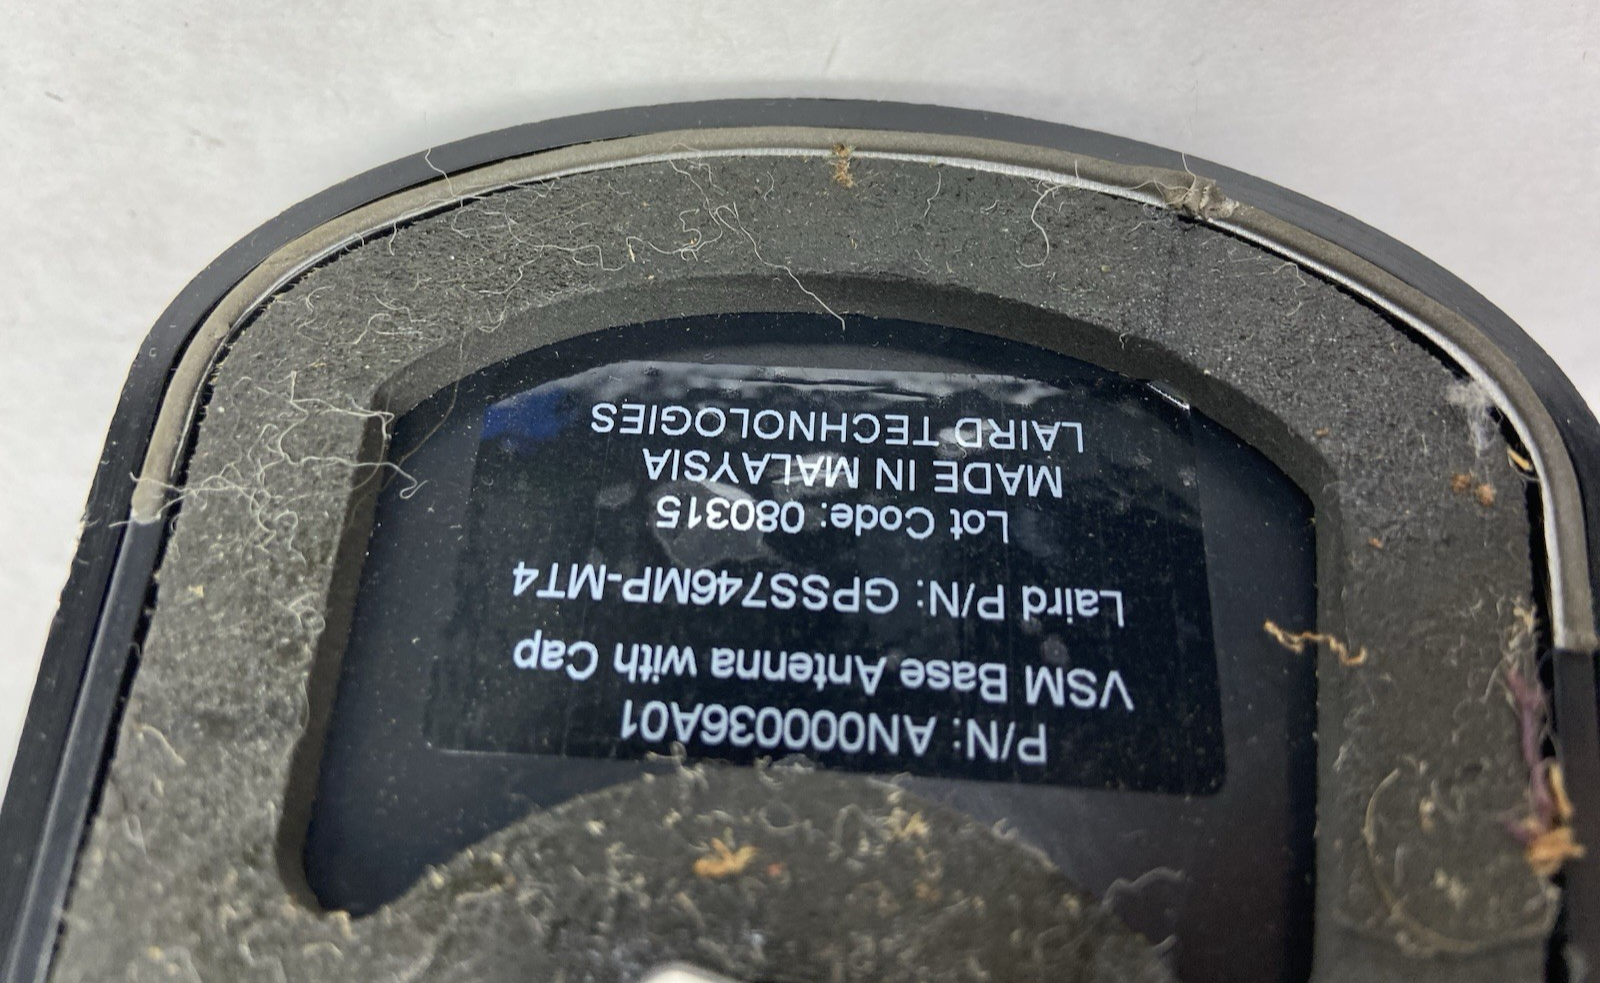 P/N: AN000036A01
VSM Base Antenna with Cap
Laird P/N: GPSS746MP-MT4
Lot Code: 080315
MADE IN MALAYSIA
LAIRD TECHNOLOGIES